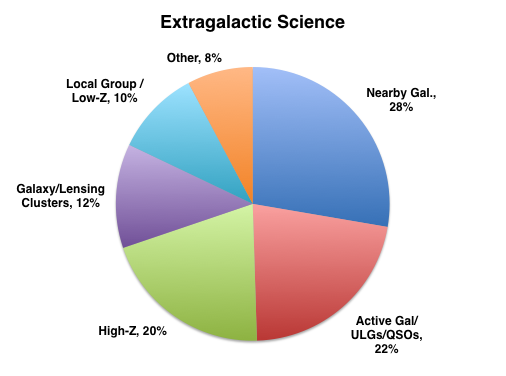 Extragalactic Science
Other, 8%
Nearby Gal.,
28%
Local Group /
Low-Z, 10%
Galaxy/Lensing
Clusters, 12%
High-Z, 20%
Active Gal/
ULGs/QSOs,
22%